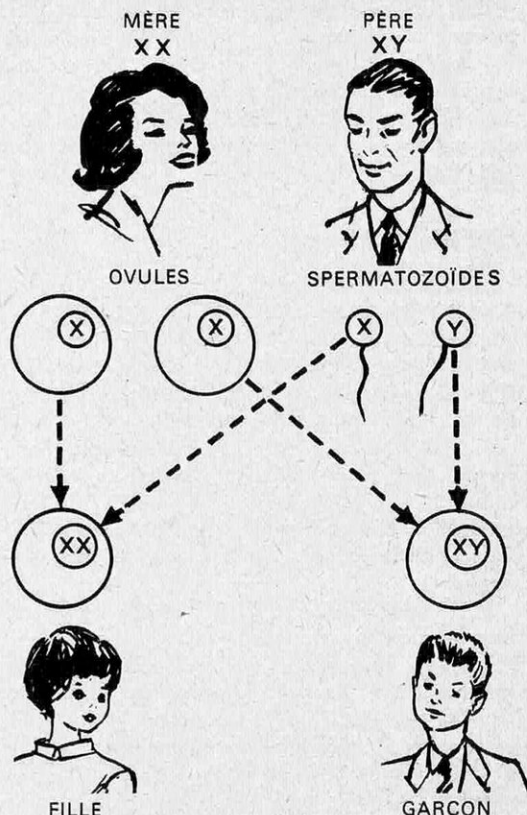 MÈRE PÈRE
XX XY
OVULES SPERMATOZOÏDES
X X X Y
XX XY
FILLE GARÇON